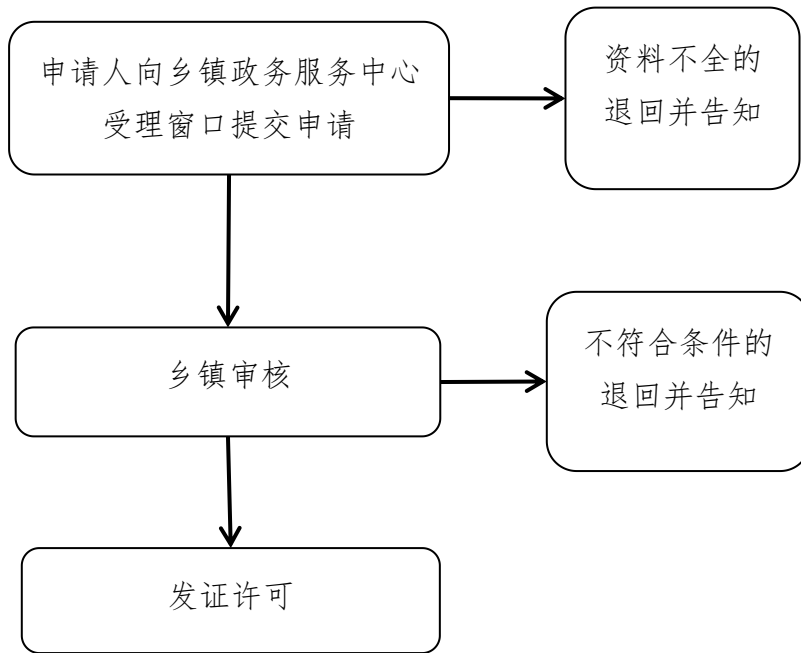 申请人向乡镇政务服务中心
受理窗口提交申请
资料不全的
退回并告知
乡镇审核
不符合条件的
退回并告知
发证许可